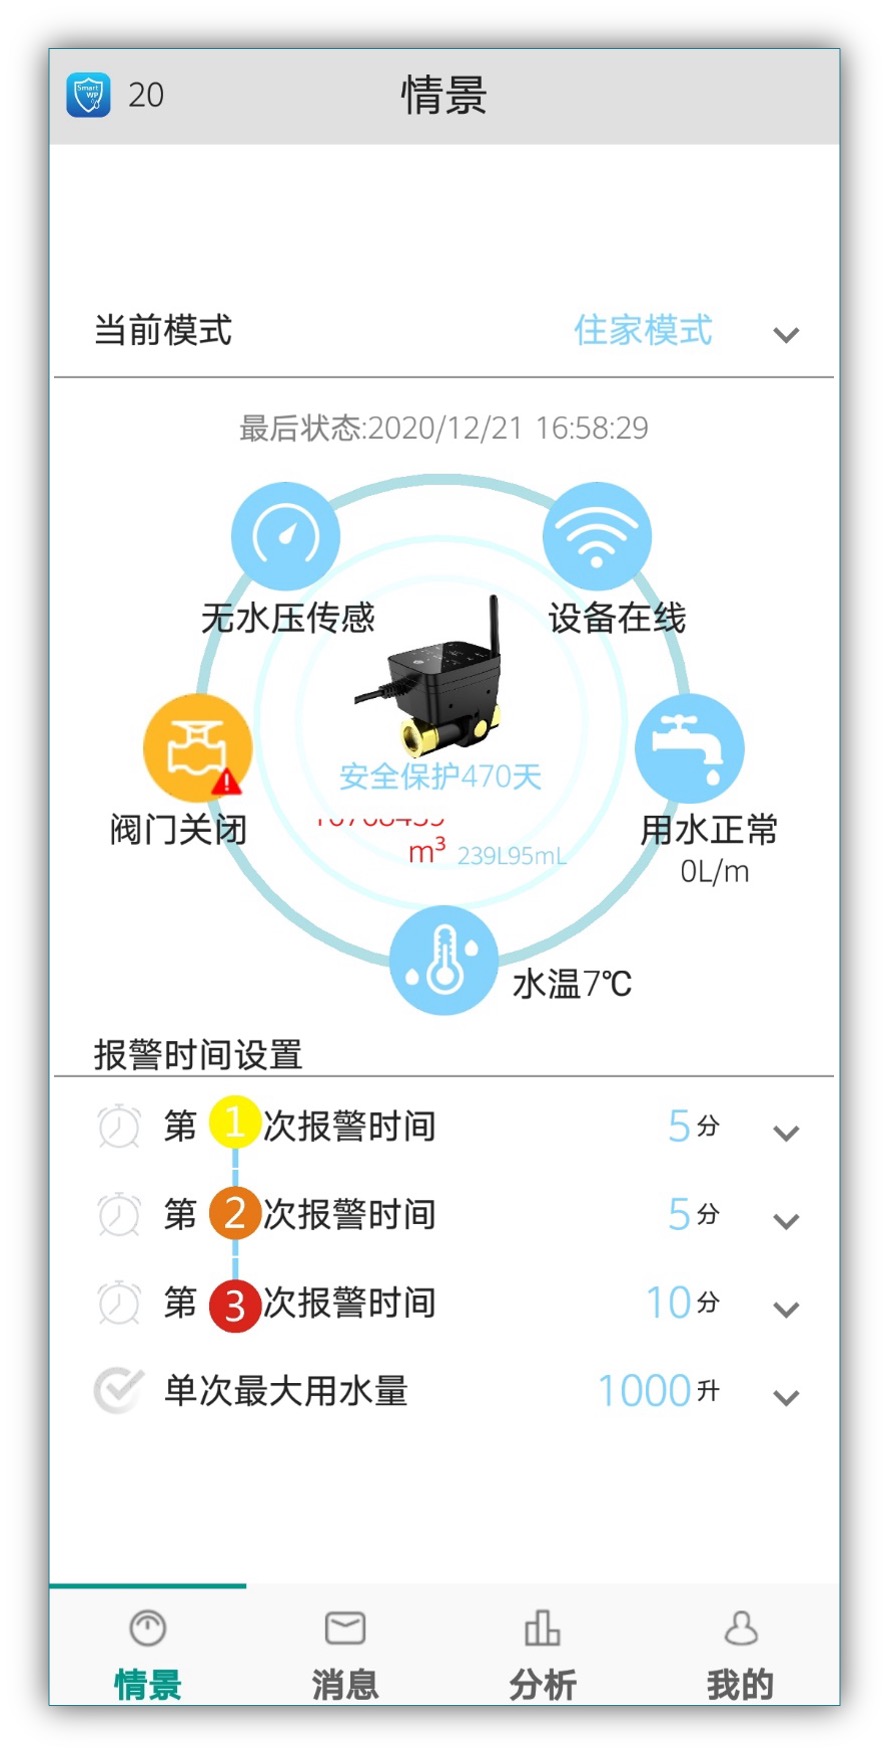 Smart
WP
20
情景
当前模式 住家模式
最后状态:2020/12/21 16:58:29
无水压传感 设备在线
安全保护470天
阀门关闭 用水正常
m³ 239L95mL
0L/m
水温7℃
报警时间设置
第1次报警时间 5分
第2次报警时间 5分
第3次报警时间 10分
单次最大用水量 1000升
情景 消息 分析 我的